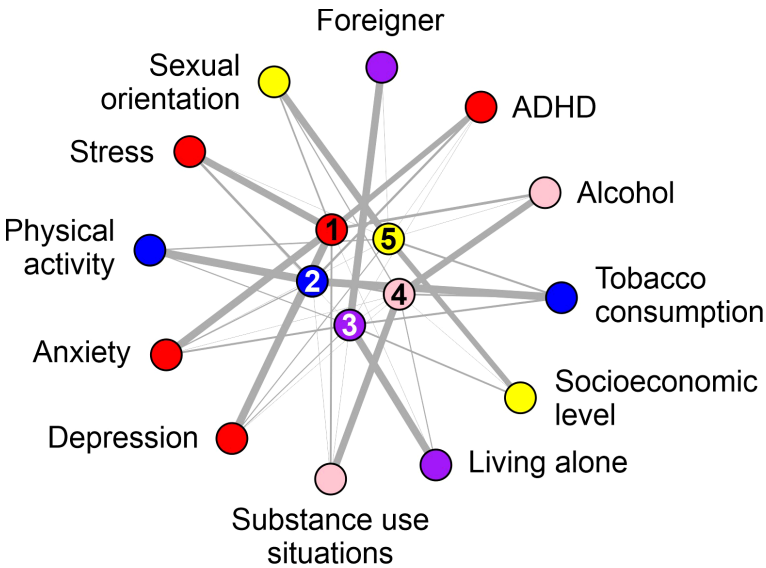 Foreigner
Sexual
orientation
ADHD
Stress
Alcohol
Physical
activity
1
5
2
4
3
Tobacco
consumption
Anxiety
Socioeconomic
level
Depression
Living alone
Substance use
situations